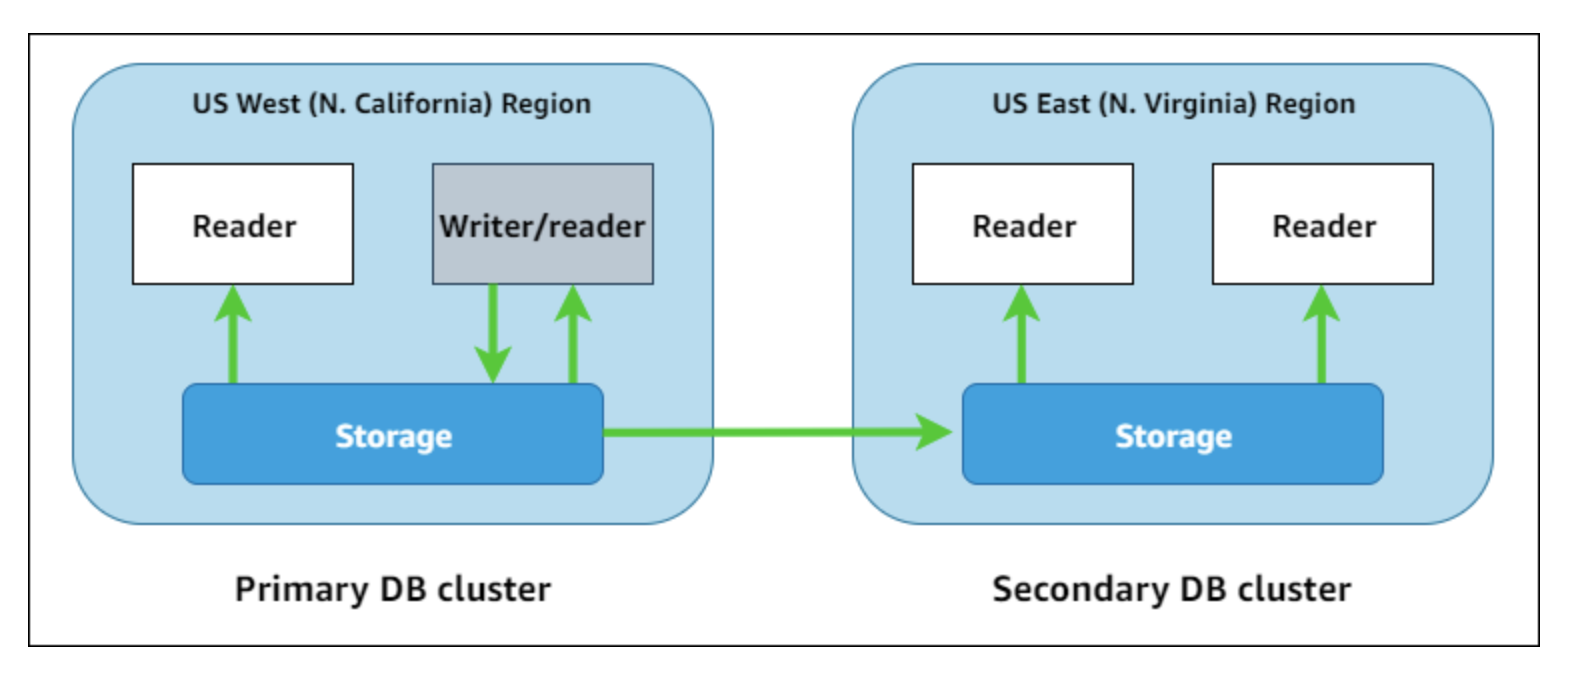 US West (N. California) Region
Reader
Writer/reader
Storage
Primary DB cluster
US East (N. Virginia) Region
Reader
Reader
Storage
Secondary DB cluster